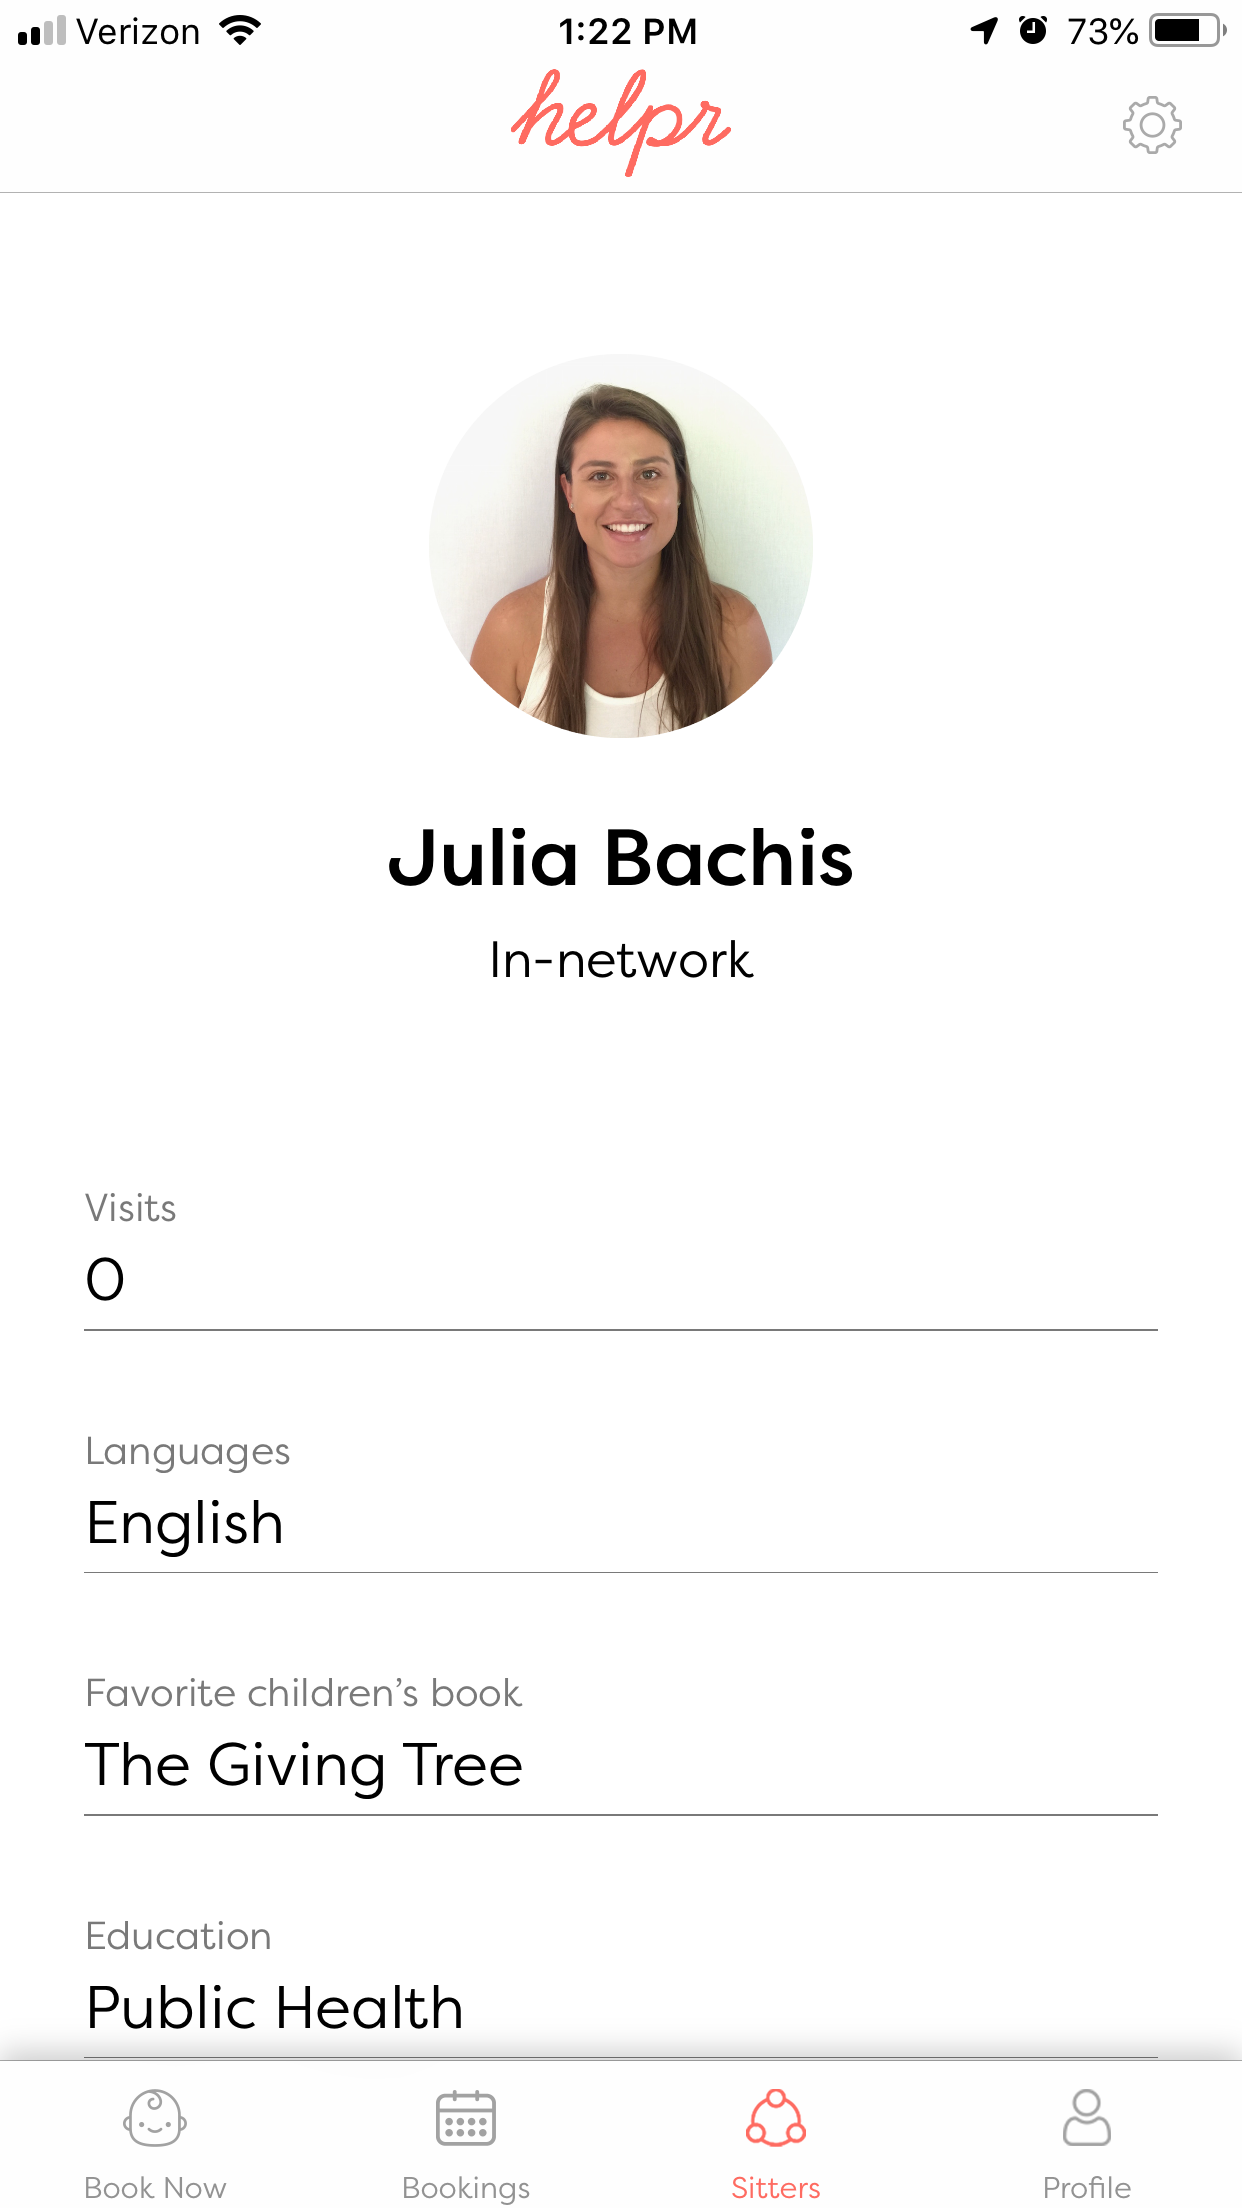 Verizon 1:22 PM 73%
helpr
Julia Bachis
In-network
Visits
0
Languages
English
Favorite children’s book
The Giving Tree
Education
Public Health
Book Now Bookings Sitters Profile